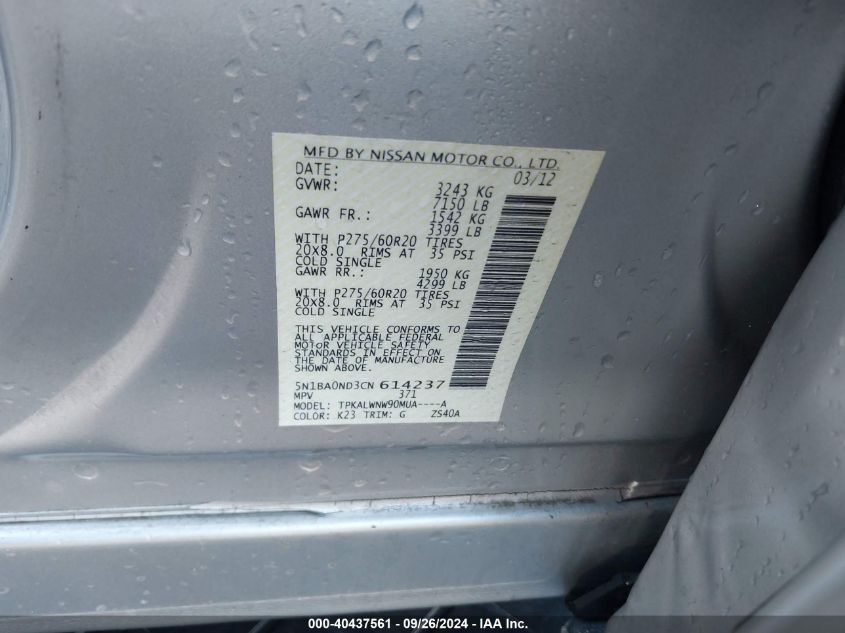 MFD BY NISSAN MOTOR CO., LTD.
DATE: 03/12
GVWR: 3243 KG
7150 LB
GAWR FR.: 1542 KG
3399 LB
WITH P275/60R20 TIRES
20X8.0 RIMS AT 35 PSI
COLD SINGLE
GAWR RR.: 1950 KG
4299 LB
WITH P275/60R20 TIRES
20X8.0 RIMS AT 35 PSI
COLD SINGLE
THIS VEHICLE CONFORMS TO
ALL APPLICABLE FEDERAL
MOTOR VEHICLE SAFETY
STANDARDS IN EFFECT ON
THE DATE OF MANUFACTURE
SHOWN ABOVE.
5N1BA0ND3CN 614237
MPV 371
MODEL: TPKALWNW90MUA----A
COLOR: K23 TRIM: G ZS40A
000-40437561 - 09/26/2024 - IAA Inc.